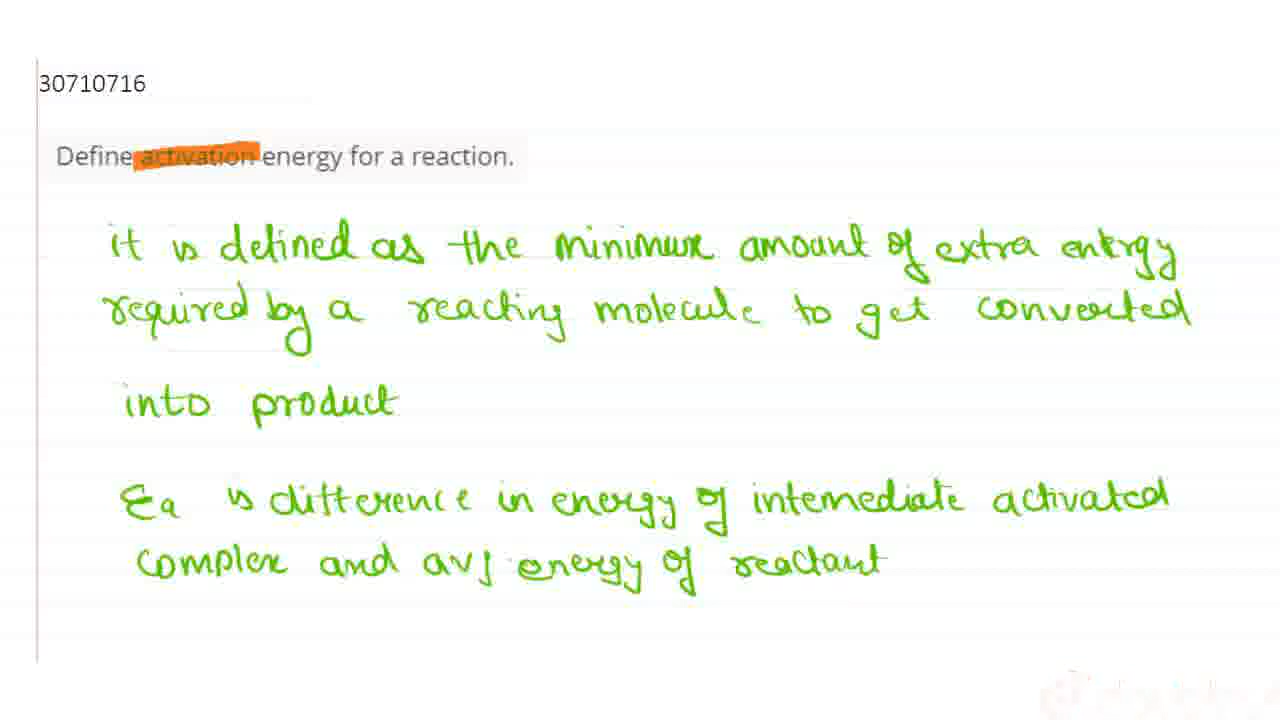 30710716
Define activation energy for a reaction.
it is defined as the minimum amount of extra energy
required by a reacting molecule to get converted
into product
Ea is difference in energy of intemediate activated
complex and avg energy of reactant